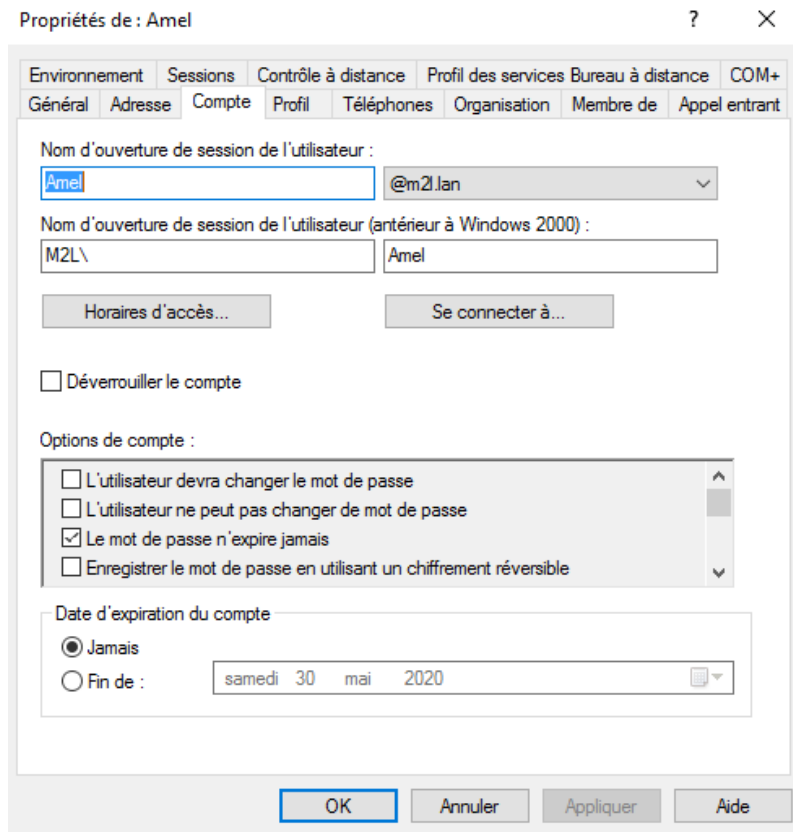 Propriétés de : Amel ? ×
Environnement Sessions Contrôle à distance Profil des services Bureau à distance COM+
Général Adresse Compte Profil Téléphones Organisation Membre de Appel entrant
Nom d'ouverture de session de l'utilisateur :
Amel @m2l.lan
Nom d'ouverture de session de l'utilisateur (antérieur à Windows 2000) :
M2L\ Amel
Horaires d'accès... Se connecter à...
Déverrouiller le compte
Options de compte :
L'utilisateur devra changer le mot de passe
L'utilisateur ne peut pas changer de mot de passe
Le mot de passe n'expire jamais
Enregistrer le mot de passe en utilisant un chiffrement réversible
Date d'expiration du compte
Jamais
Fin de : samedi 30 mai 2020
OK Annuler Appliquer Aide